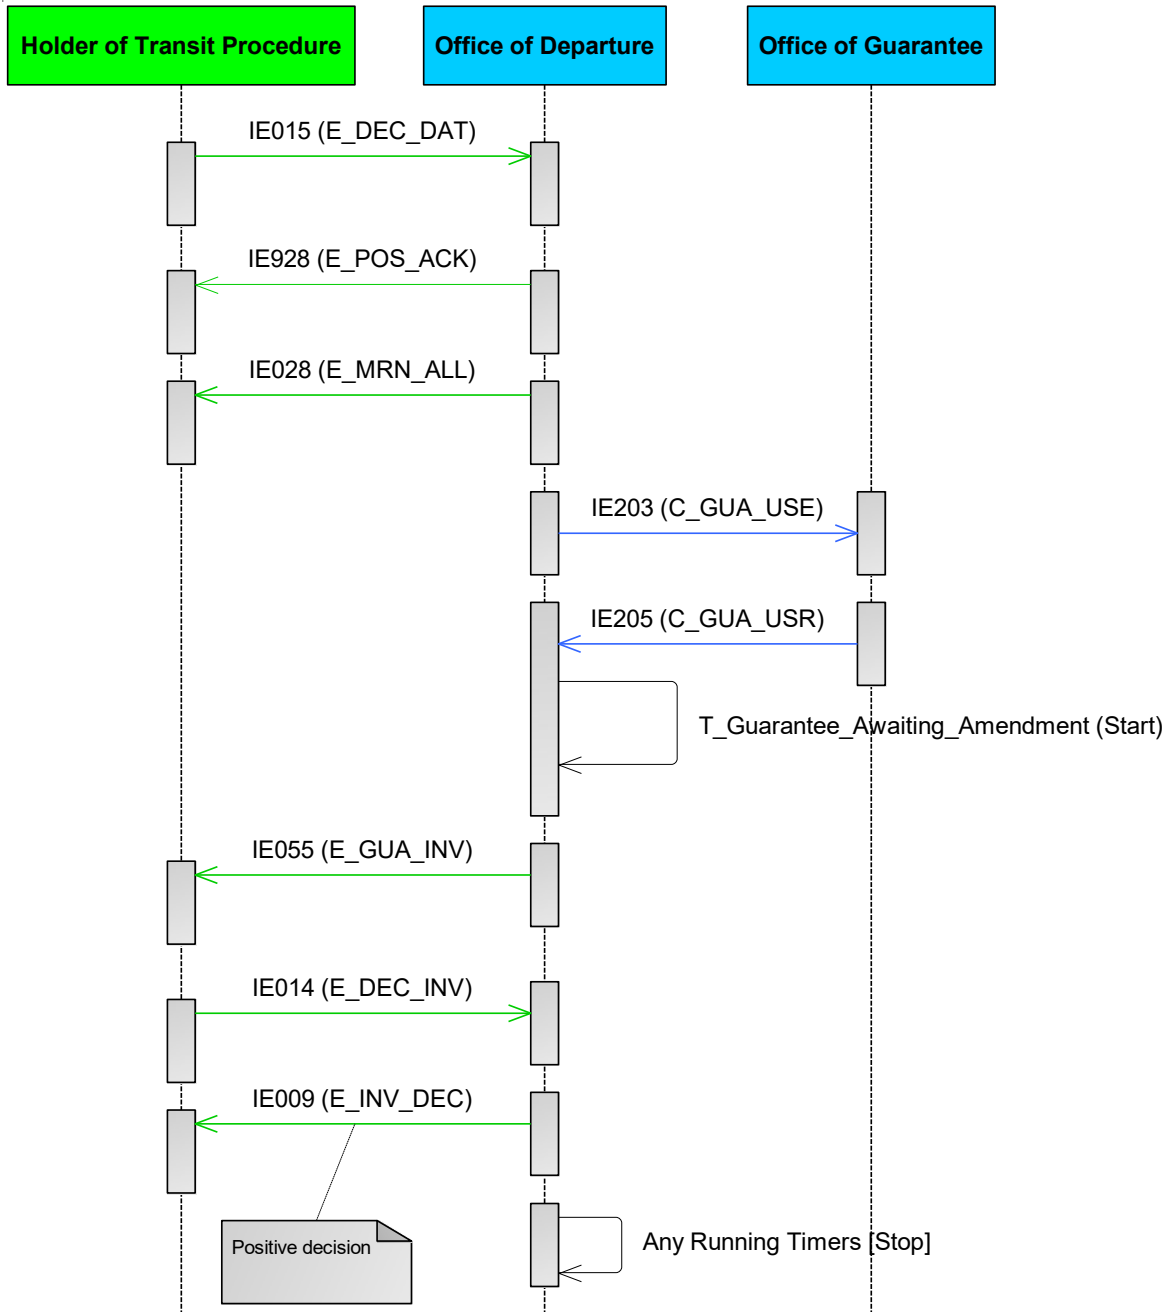 Holder of Transit Procedure
Office of Departure
Office of Guarantee
IE015 (E_DEC_DAT)
IE928 (E_POS_ACK)
IE028 (E_MRN_ALL)
IE203 (C_GUA_USE)
IE205 (C_GUA_USR)
T_Guarantee_Awaiting_Amendment (Start)
IE055 (E_GUA_INV)
IE014 (E_DEC_INV)
IE009 (E_INV_DEC)
Positive decision
Any Running Timers [Stop]